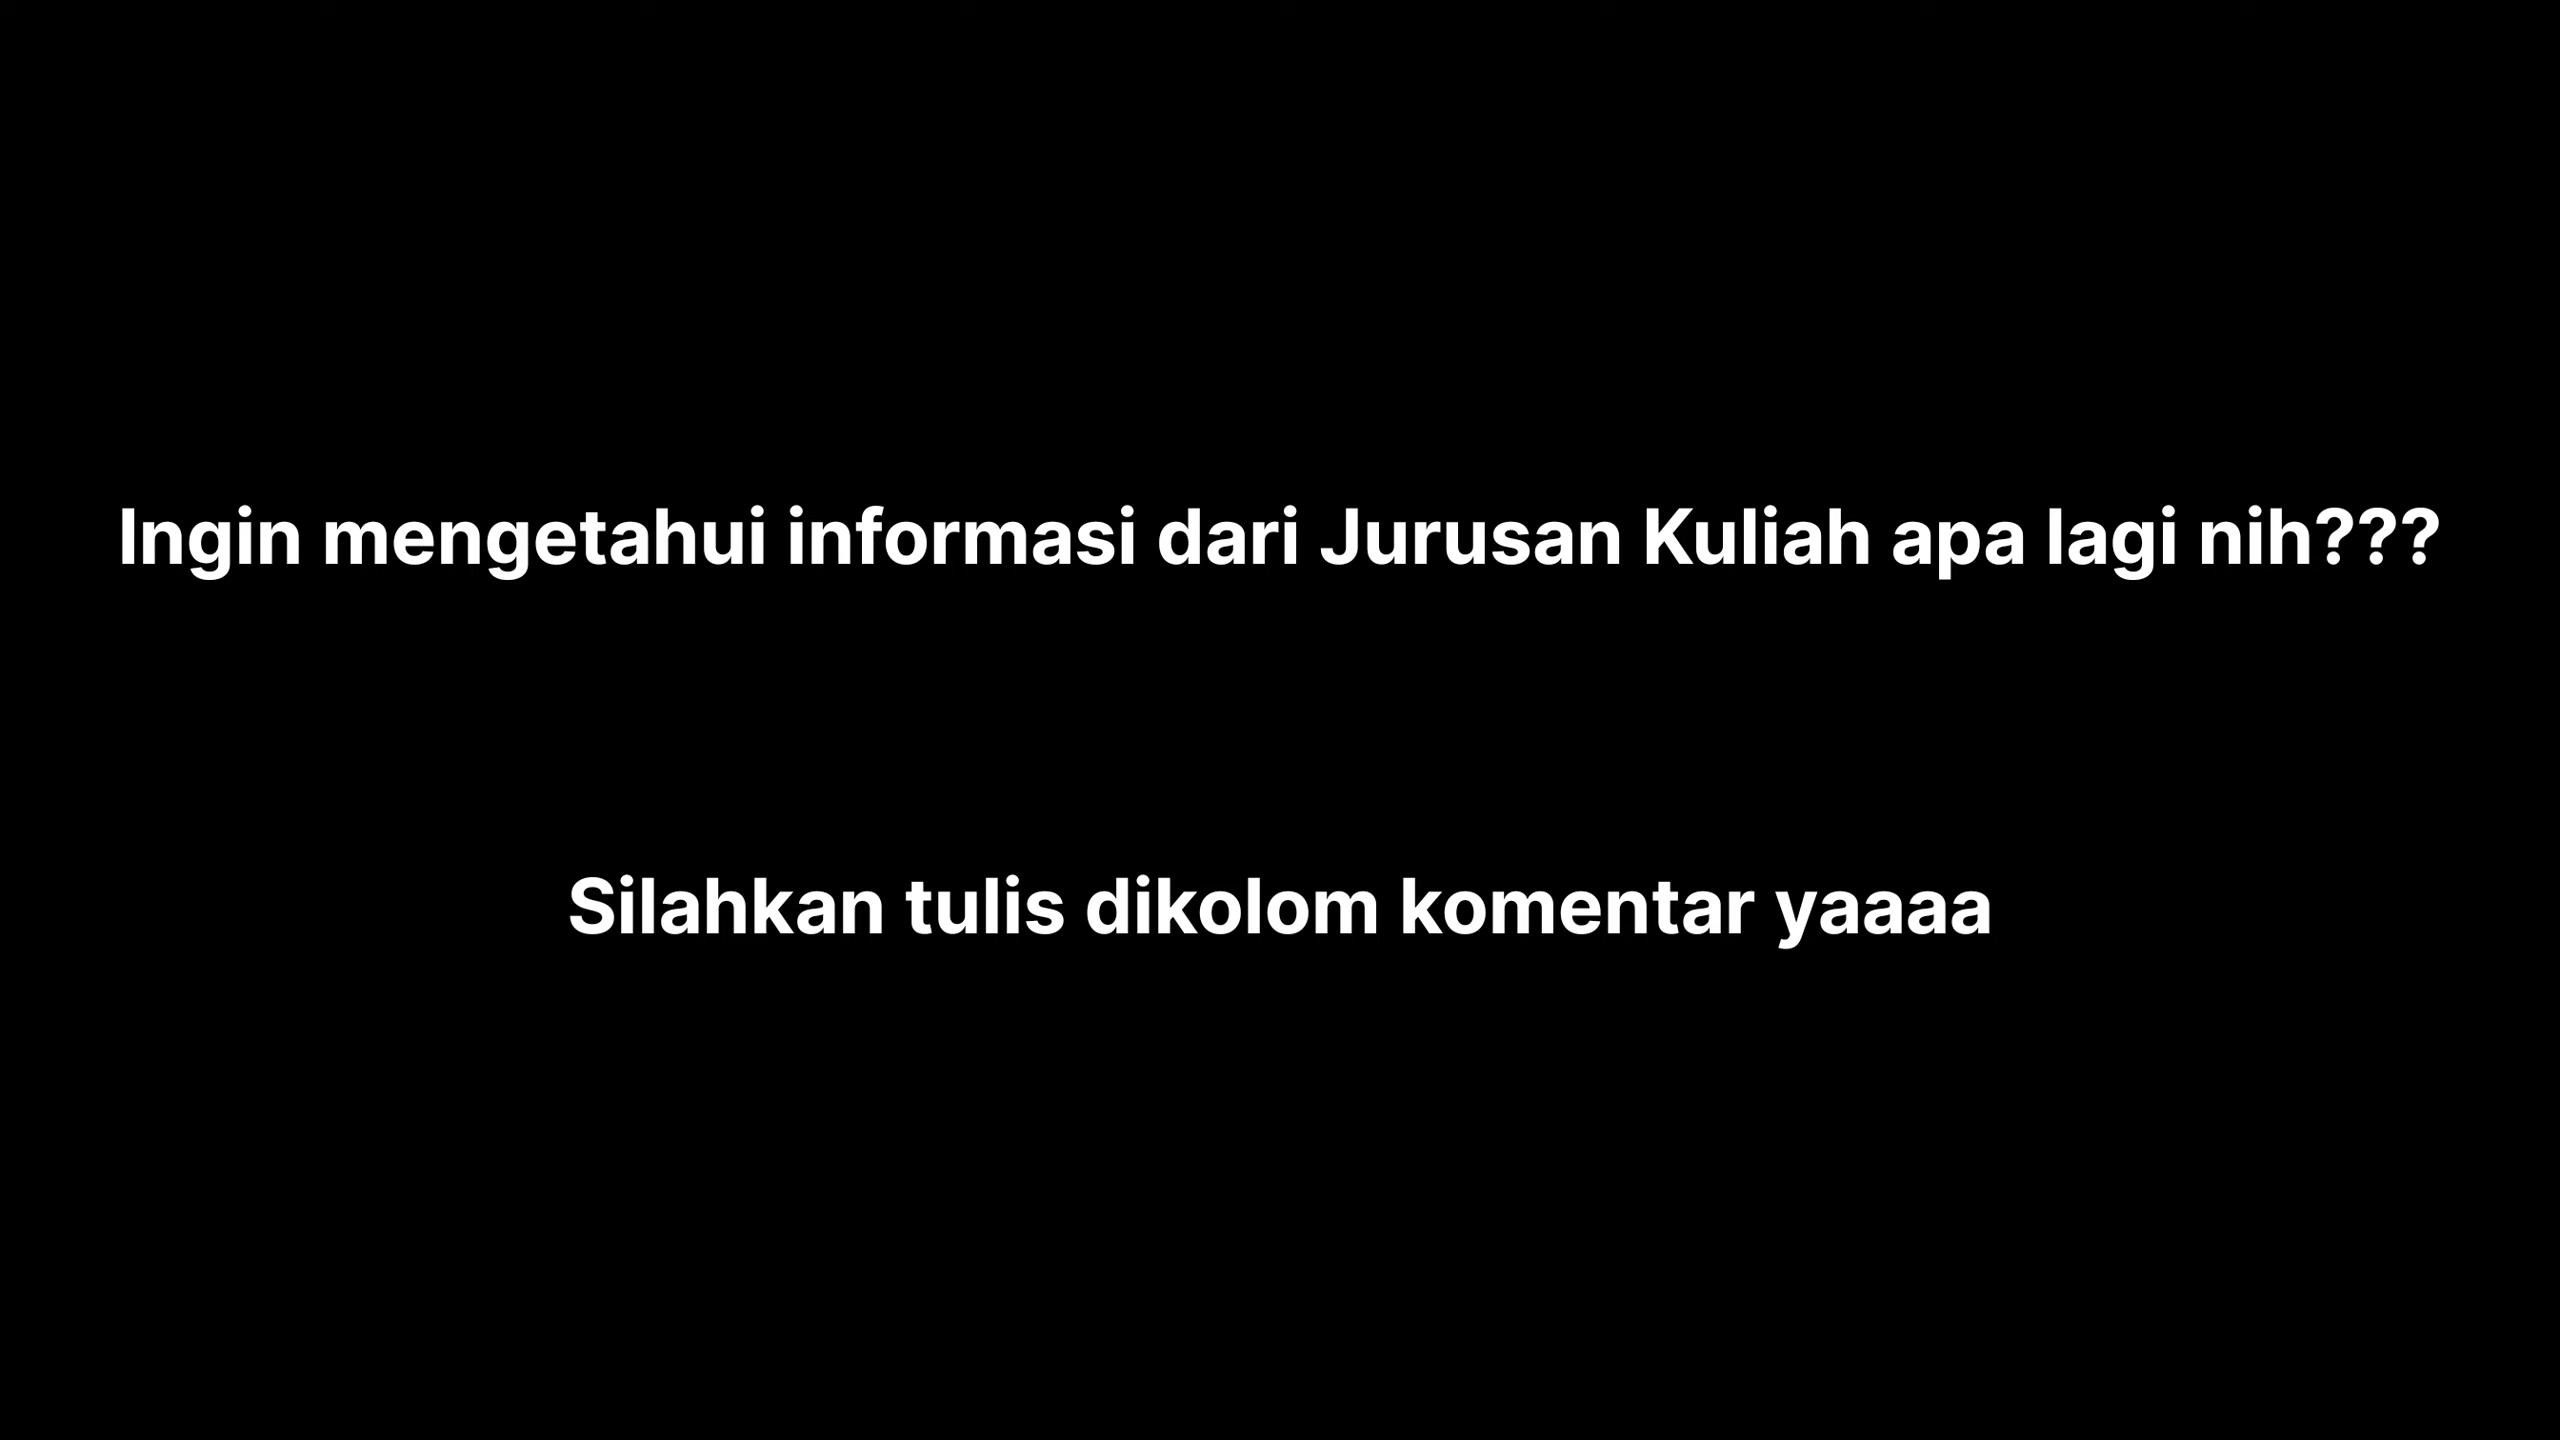 Ingin mengetahui informasi dari Jurusan Kuliah apa lagi nih???
Silahkan tulis dikolom komentar yaaaa